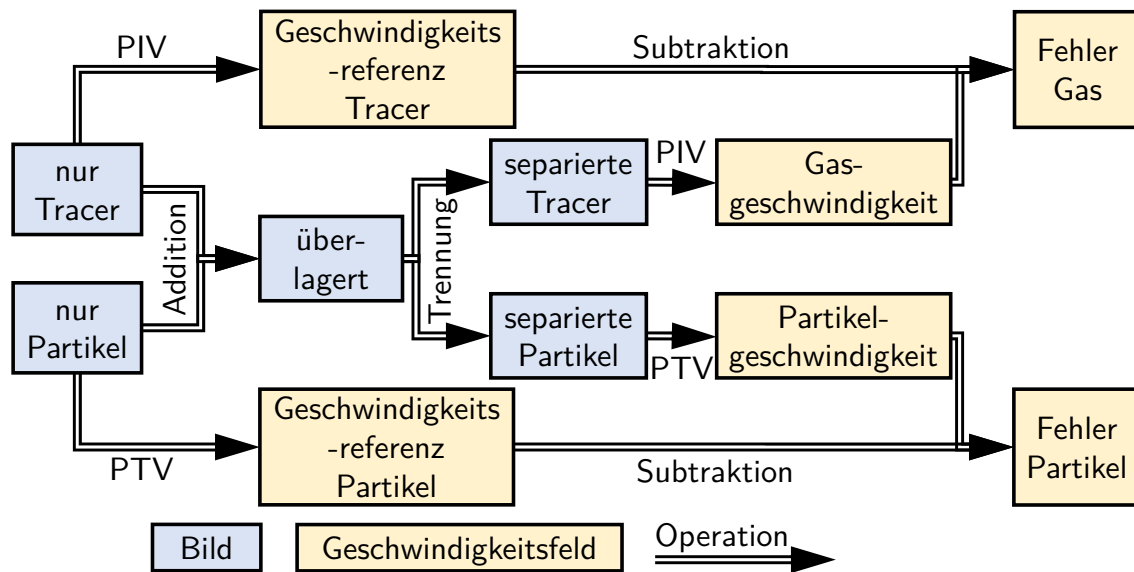 PIV
Geschwindigkeits
-referenz
Tracer
Subtraktion
Fehler
Gas
nur
Tracer
Addition
über-
lagert
Trennung
separierte
Tracer
PIV
Gas-
geschwindigkeit
nur
Partikel
separierte
Partikel
PTV
Partikel-
geschwindigkeit
PTV
Geschwindigkeits
-referenz
Partikel
Subtraktion
Fehler
Partikel
Bild
Geschwindigkeitsfeld
Operation